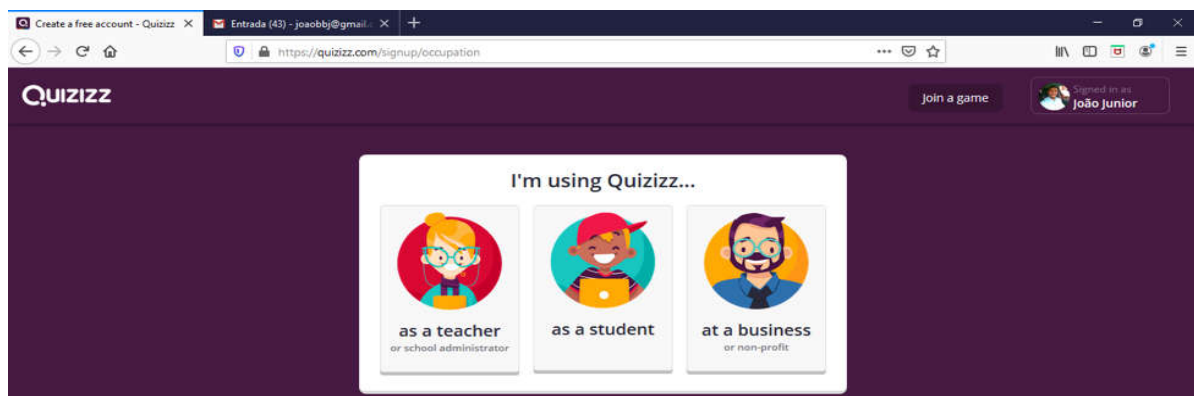 Create a free account - Quizizz
Entrada (43) - joaobbj@gmail.c
https://quizizz.com/signup/occupation
Quizizz
Join a game
Signed in as
João Junior
I'm using Quizizz...
as a teacher
or school administrator
as a student
at a business
or non-profit